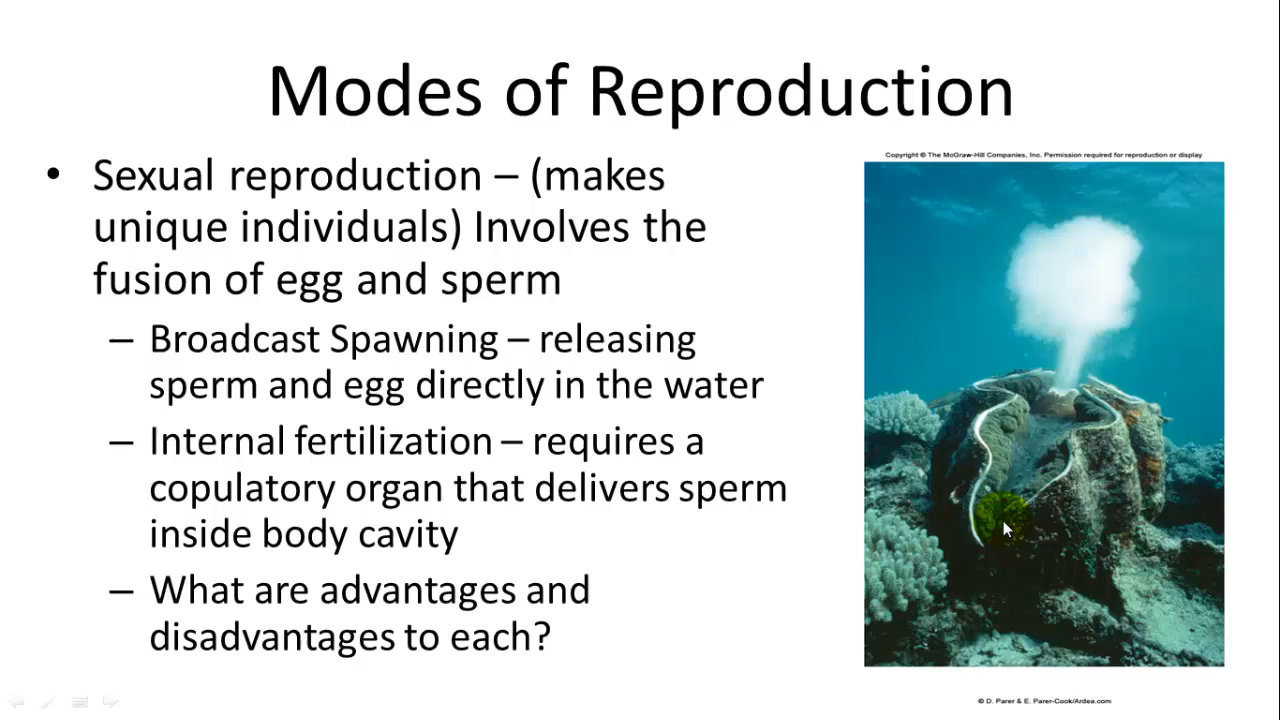 Modes of Reproduction
• Sexual reproduction – (makes
unique individuals) Involves the
fusion of egg and sperm
– Broadcast Spawning – releasing
sperm and egg directly in the water
– Internal fertilization – requires a
copulatory organ that delivers sperm
inside body cavity
– What are advantages and
disadvantages to each?
Copyright © The McGraw-Hill Companies, Inc. Permission required for reproduction or display
© D. Parer & E. Parer-Cook/Ardea.com